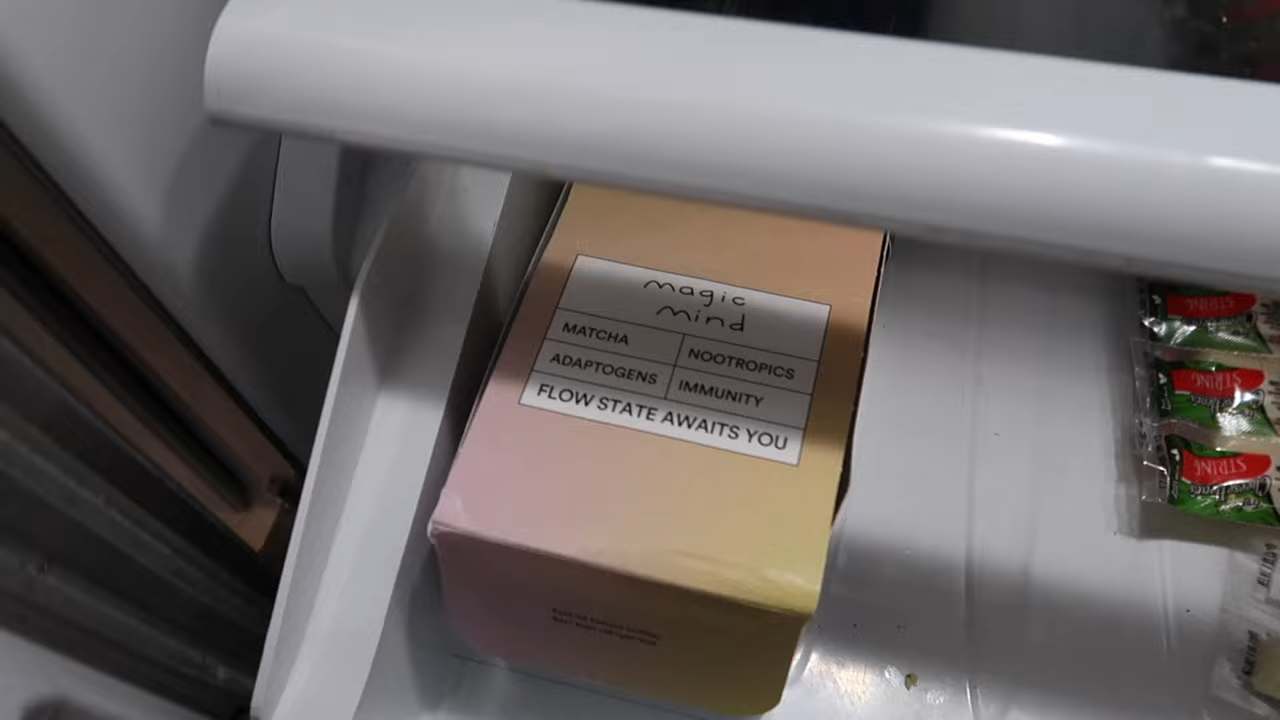 magic
mind
MATCHA
NOOTROPICS
ADAPTOGENS
IMMUNITY
FLOW STATE AWAITS YOU
STRING
STRING
STRING